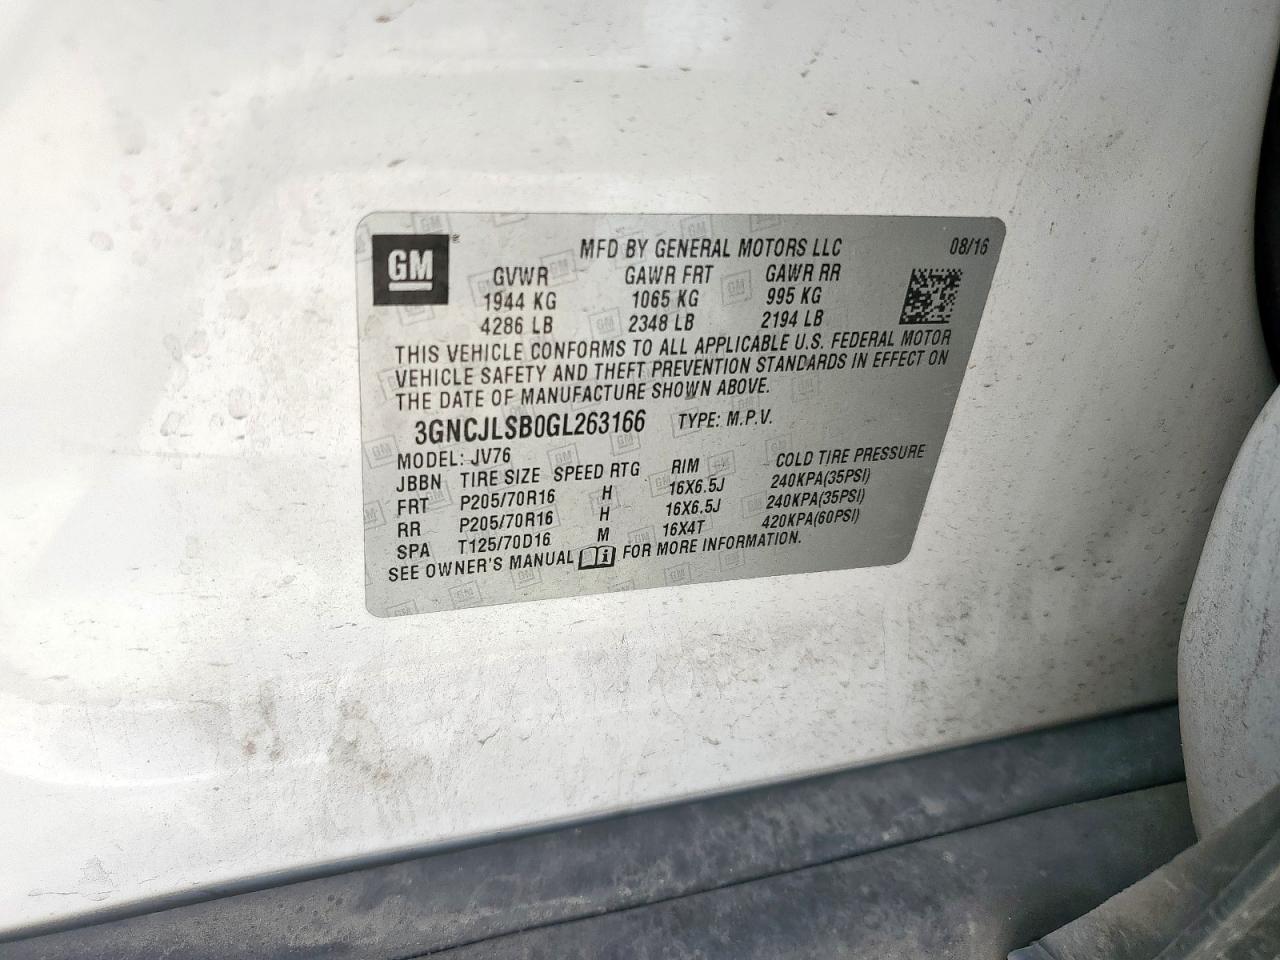 GM
MFD BY GENERAL MOTORS LLC 08/16
GVWR GAWR FRT GAWR RR
1944 KG 1065 KG 995 KG
4286 LB 2348 LB 2194 LB
THIS VEHICLE CONFORMS TO ALL APPLICABLE U.S. FEDERAL MOTOR
VEHICLE SAFETY AND THEFT PREVENTION STANDARDS IN EFFECT ON
THE DATE OF MANUFACTURE SHOWN ABOVE.
3GNCJLSB0GL263166 TYPE: M.P.V.
MODEL: JV76
JBBN TIRE SIZE SPEED RTG RIM COLD TIRE PRESSURE
FRT P205/70R16 H 16X6.5J 240KPA(35PSI)
RR P205/70R16 H 16X6.5J 240KPA(35PSI)
SPA T125/70D16 M 16X4T 420KPA(60PSI)
SEE OWNER'S MANUAL FOR MORE INFORMATION.